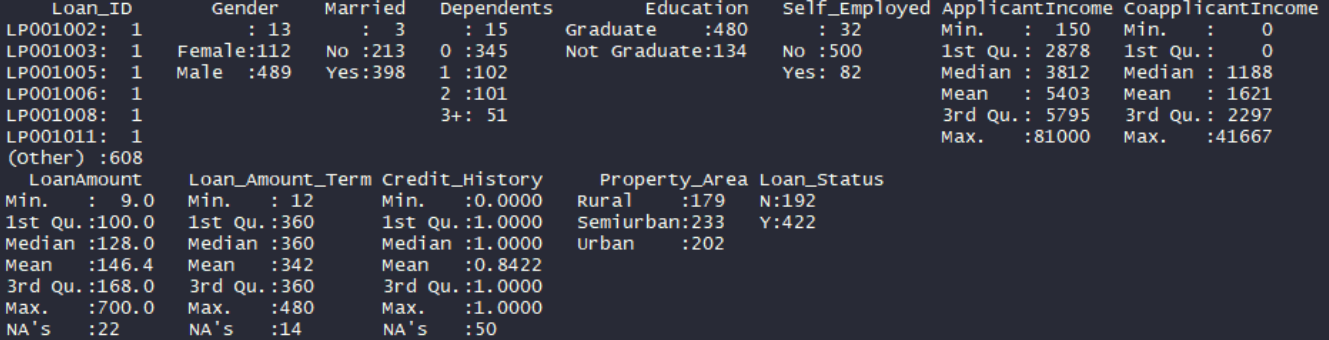 Loan_ID        Gender     Married   Dependents        Education     Self_Employed ApplicantIncome CoapplicantIncome
LP001002:  1         : 13      :  3     : 15    Graduate    :480       : 32       Min.   :  150   Min.   :    0
LP001003:  1   Female:112   No :213   0 :345    Not Graduate:134   No :500       1st Qu.: 2878   1st Qu.:    0
LP001005:  1   Male  :489   Yes:398   1 :102                       Yes: 82       Median : 3812   Median : 1188
LP001006:  1                          2 :101                                     Mean   : 5403   Mean   : 1621
LP001008:  1                          3+: 51                                     3rd Qu.: 5795   3rd Qu.: 2297
LP001011:  1                                                                     Max.   :81000   Max.   :41667
(Other) :608
  LoanAmount    Loan_Amount_Term Credit_History     Property_Area Loan_Status
Min.   :  9.0   Min.   : 12      Min.   :0.0000   Rural    :179   N:192
1st Qu.:100.0   1st Qu.:360      1st Qu.:1.0000   Semiurban:233   Y:422
Median :128.0   Median :360      Median :1.0000   Urban    :202
Mean   :146.4   Mean   :342      Mean   :0.8422
3rd Qu.:168.0   3rd Qu.:360      3rd Qu.:1.0000
Max.   :700.0   Max.   :480      Max.   :1.0000
NA's   :22      NA's   :14       NA's   :50